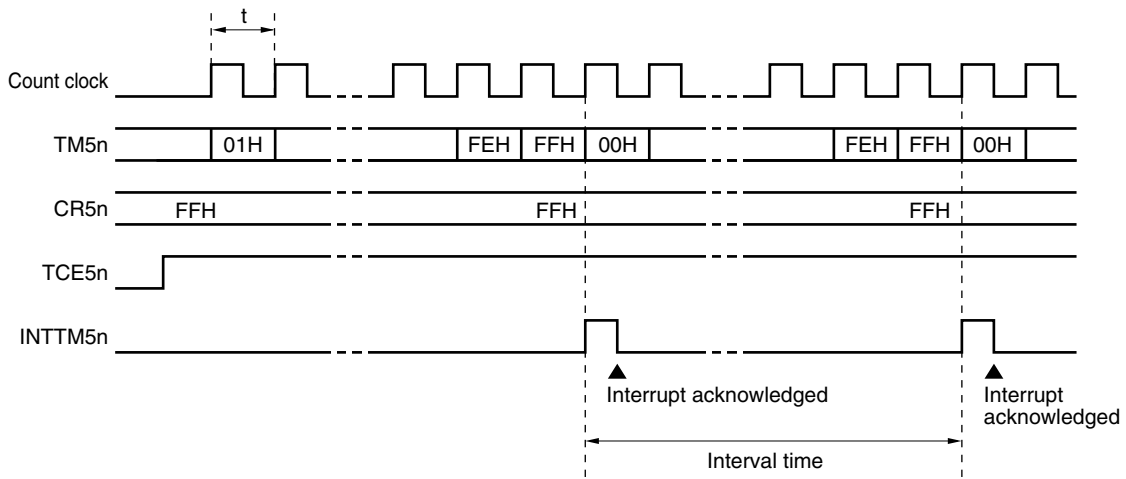 t
Count clock
TM5n 01H FEH FFH 00H FEH FFH 00H
CR5n FFH FFH FFH
TCE5n
INTTM5n
Interrupt acknowledged
Interrupt
acknowledged
Interval time